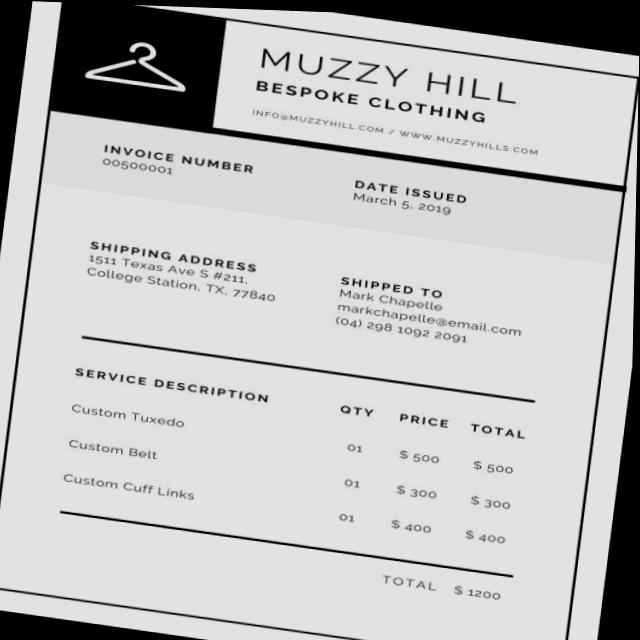 MUZZY HILL
BESPOKE CLOTHING
INFO@MUZZYHILL.COM / WWW.MUZZYHILLS.COM
INVOICE NUMBER
00500001
DATE ISSUED
March 5, 2019
SHIPPING ADDRESS
1511 Texas Ave S #211,
College Station, TX, 77840
SHIPPED TO
Mark Chapelle
markchapelle@email.com
(04) 298 1092 2091
SERVICE DESCRIPTION QTY PRICE TOTAL
Custom Tuxedo 01 $ 500 $ 500
Custom Belt 01 $ 300 $ 300
Custom Cuff Links 01 $ 400 $ 400
TOTAL $ 1200